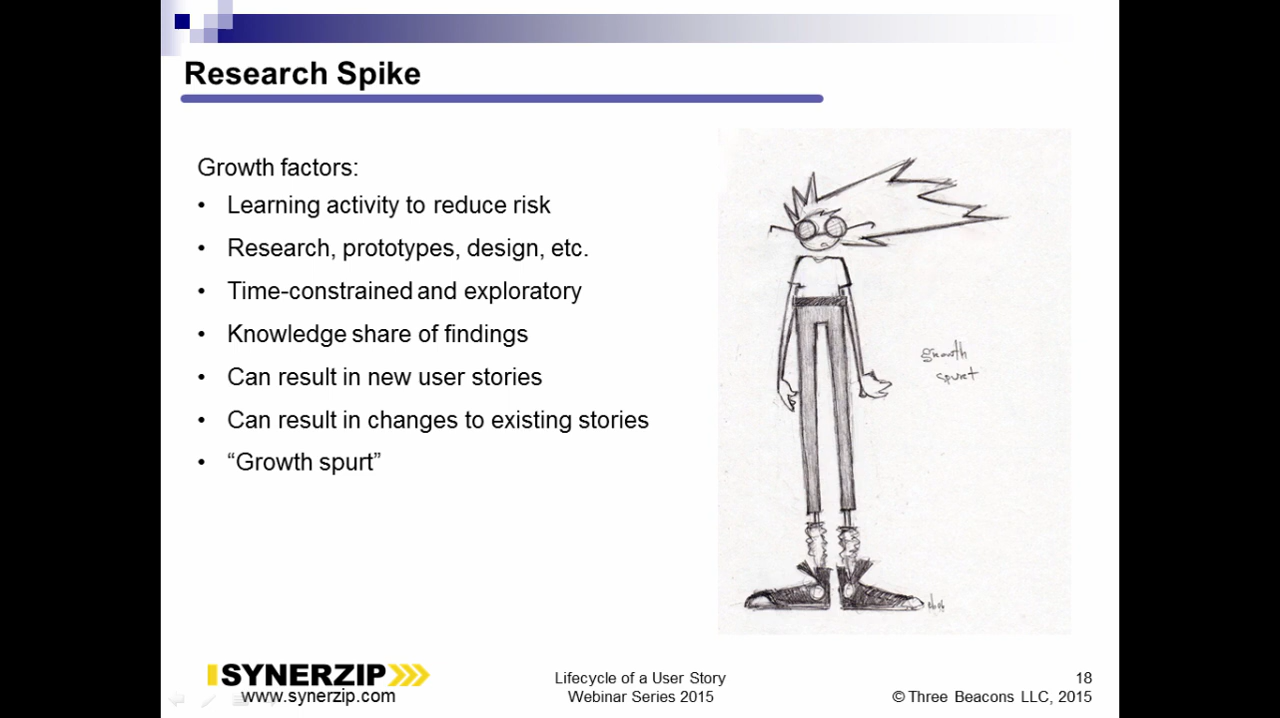 Research Spike
Growth factors:
• Learning activity to reduce risk
• Research, prototypes, design, etc.
• Time-constrained and exploratory
• Knowledge share of findings
• Can result in new user stories
• Can result in changes to existing stories
• “Growth spurt”
growth
spurt
SYNERZIP
www.synerzip.com
Lifecycle of a User Story
Webinar Series 2015
18
© Three Beacons LLC, 2015